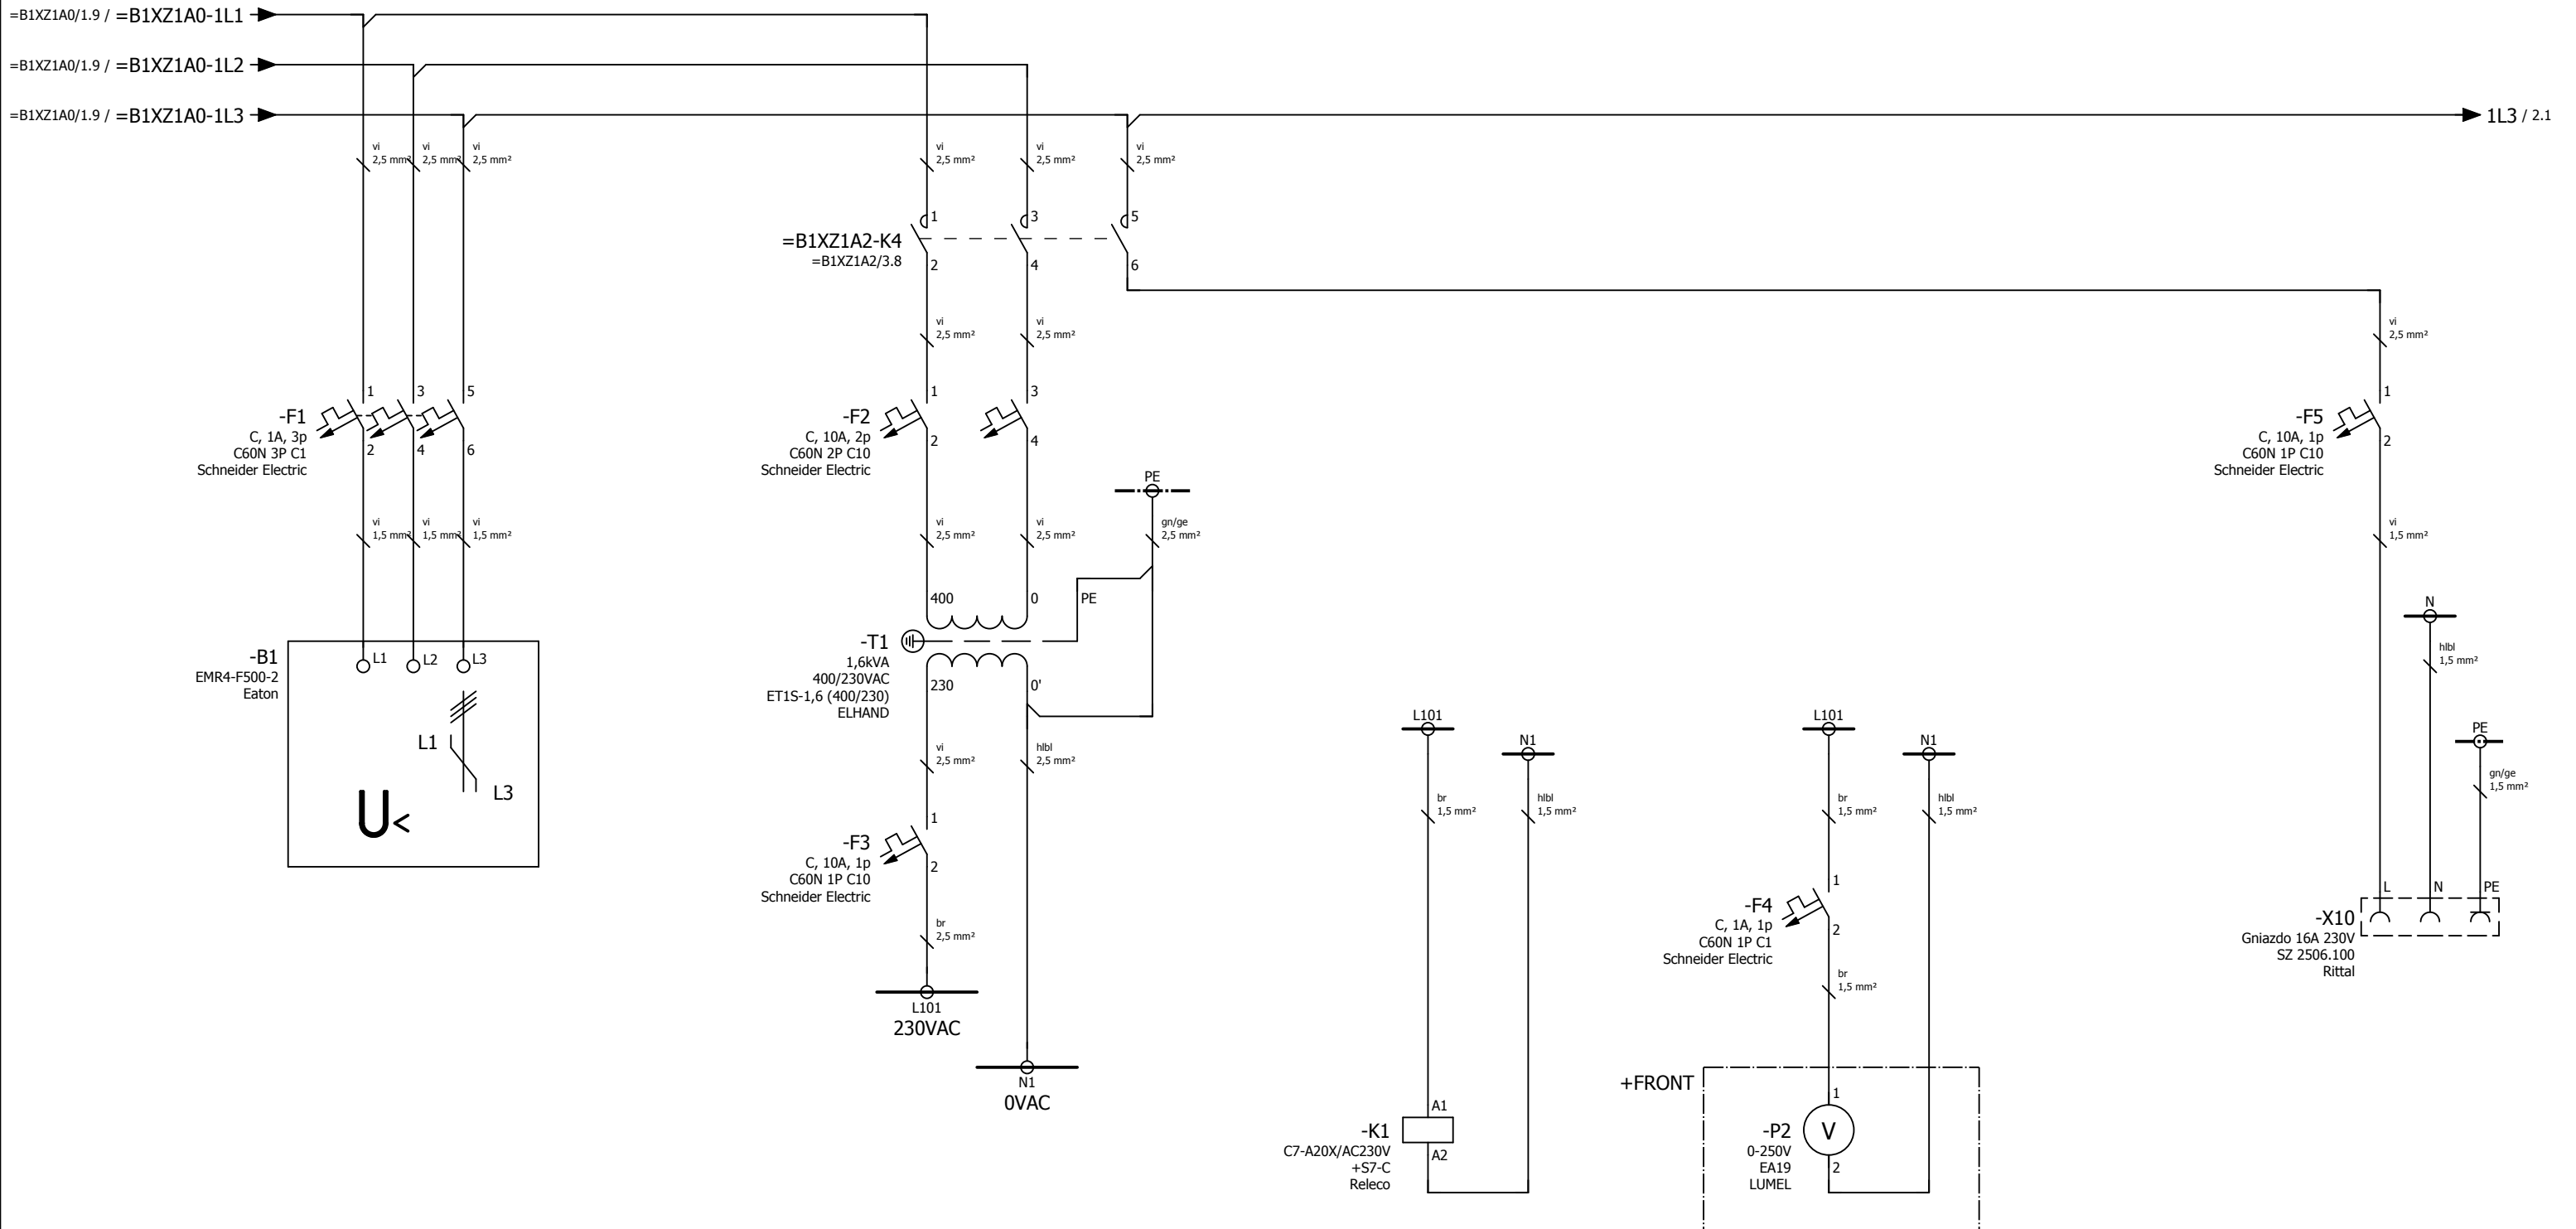 =B1XZ1A0/1.9 / =B1XZ1A0-1L1
=B1XZ1A0/1.9 / =B1XZ1A0-1L2
=B1XZ1A0/1.9 / =B1XZ1A0-1L3
1L3 / 2.1
vi
2,5 mm²
vi
2,5 mm²
vi
2,5 mm²
vi
2,5 mm²
vi
2,5 mm²
vi
2,5 mm²
=B1XZ1A2-K4
=B1XZ1A2/3.8
1
3
5
2
4
6
vi
2,5 mm²
vi
2,5 mm²
vi
2,5 mm²
-F1
C, 1A, 3p
C60N 3P C1
Schneider Electric
1
3
5
2
4
6
-F2
C, 10A, 2p
C60N 2P C10
Schneider Electric
1
3
2
4
-F5
C, 10A, 1p
C60N 1P C10
Schneider Electric
1
2
PE
vi
1,5 mm²
vi
1,5 mm²
vi
1,5 mm²
vi
2,5 mm²
vi
2,5 mm²
gn/ge
2,5 mm²
vi
1,5 mm²
-B1
EMR4-F500-2
Eaton
L1
L2
L3
L1
L3
U<
400
0
PE
-T1
1,6kVA
400/230VAC
ET1S-1,6 (400/230)
ELHAND
230
0'
vi
2,5 mm²
hlbl
2,5 mm²
-F3
C, 10A, 1p
C60N 1P C10
Schneider Electric
1
2
br
2,5 mm²
L101
230VAC
N1
0VAC
L101
N1
br
1,5 mm²
hlbl
1,5 mm²
-K1
C7-A20X/AC230V
+S7-C
Releco
A1
A2
L101
N1
br
1,5 mm²
hlbl
1,5 mm²
-F4
C, 1A, 1p
C60N 1P C1
Schneider Electric
1
2
br
1,5 mm²
+FRONT
-P2
0-250V
EA19
LUMEL
1
V
2
N
hlbl
1,5 mm²
PE
gn/ge
1,5 mm²
L
N
PE
-X10
Gniazdo 16A 230V
SZ 2506.100
Rittal